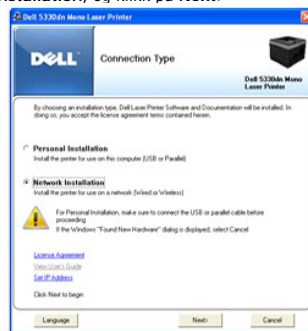 nstallation, og klikk på Next.
Dell 5330dn Mono Laser Printer
DELL
Connection Type
Dell 5330dn Mono
Laser Printer
By choosing an installation type, Dell Laser Printer Software and Documentation will be installed. In
doing so, you accept the license agreement terms contained herein.
Personal Installation
Install the printer for use on this computer (USB or Parallel)
Network Installation
Install the printer for use on a network (Wired or Wireless)
For Personal Installation, make sure to connect the USB or parallel cable before
proceeding
If the Windows "Found New Hardware" dialog is displayed, select Cancel
License Agreement
View User's Guide
Set IP Address
Click Next to begin.
Language
Next>
Cancel